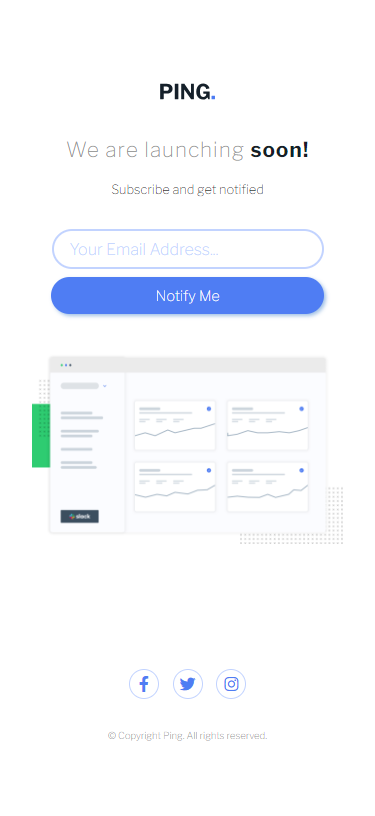 PING.
We are launching soon!
Subscribe and get notified
Your Email Address...
Notify Me
slack
© Copyright Ping. All rights reserved.